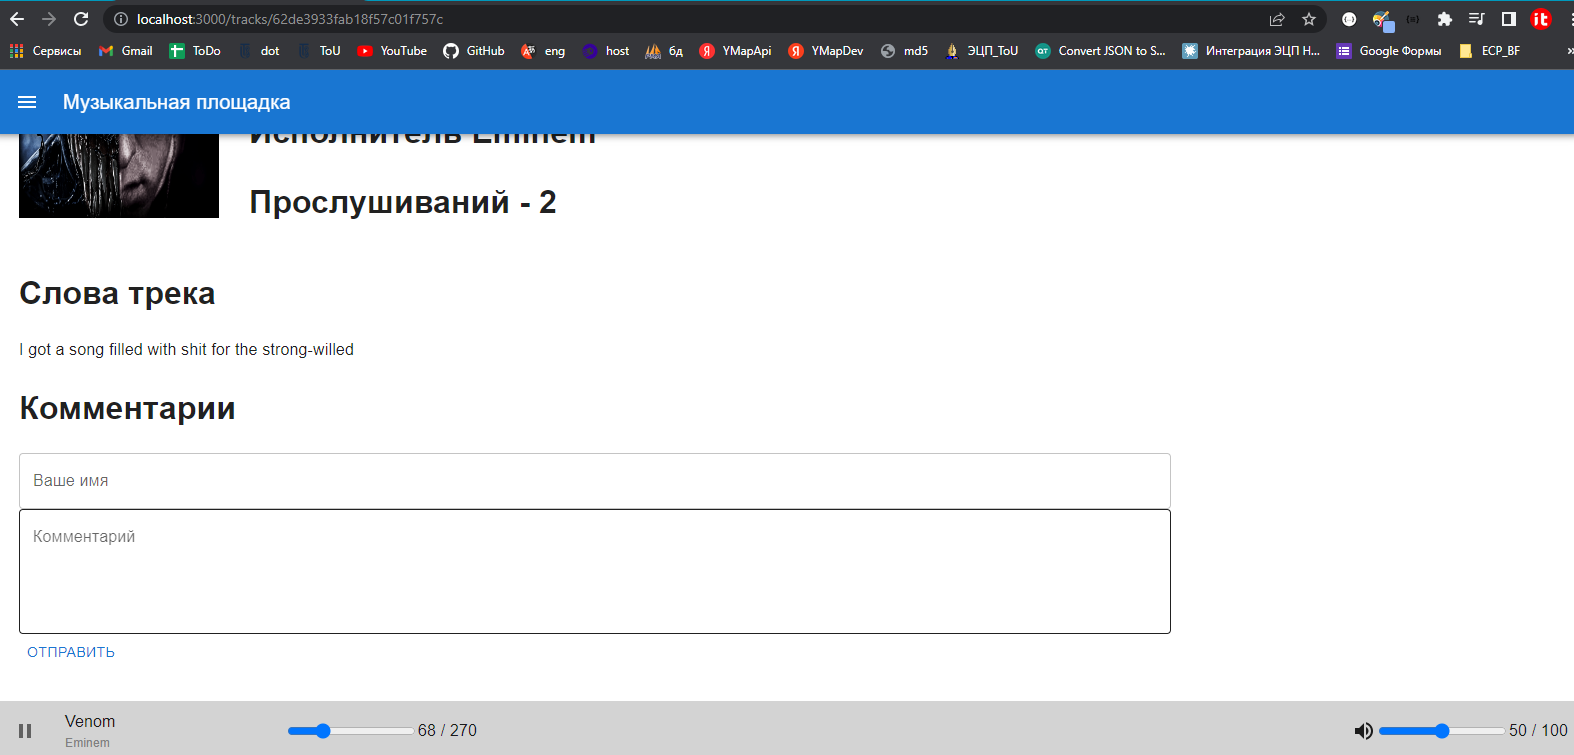 localhost:3000/tracks/62de3933fab18f57c01f757c
Сервисы Gmail ToDo dot ToU YouTube GitHub eng host бд YMapApi YMapDev md5 ЭЦП_ToU Convert JSON to S... Интеграция ЭЦП Н... Google Формы ECP_BF »
Музыкальная площадка
Исполнитель Eminem
Прослушиваний - 2
Слова трека
I got a song filled with shit for the strong-willed
Комментарии
Ваше имя
Комментарий
ОТПРАВИТЬ
Venom
Eminem
68 / 270
50 / 100